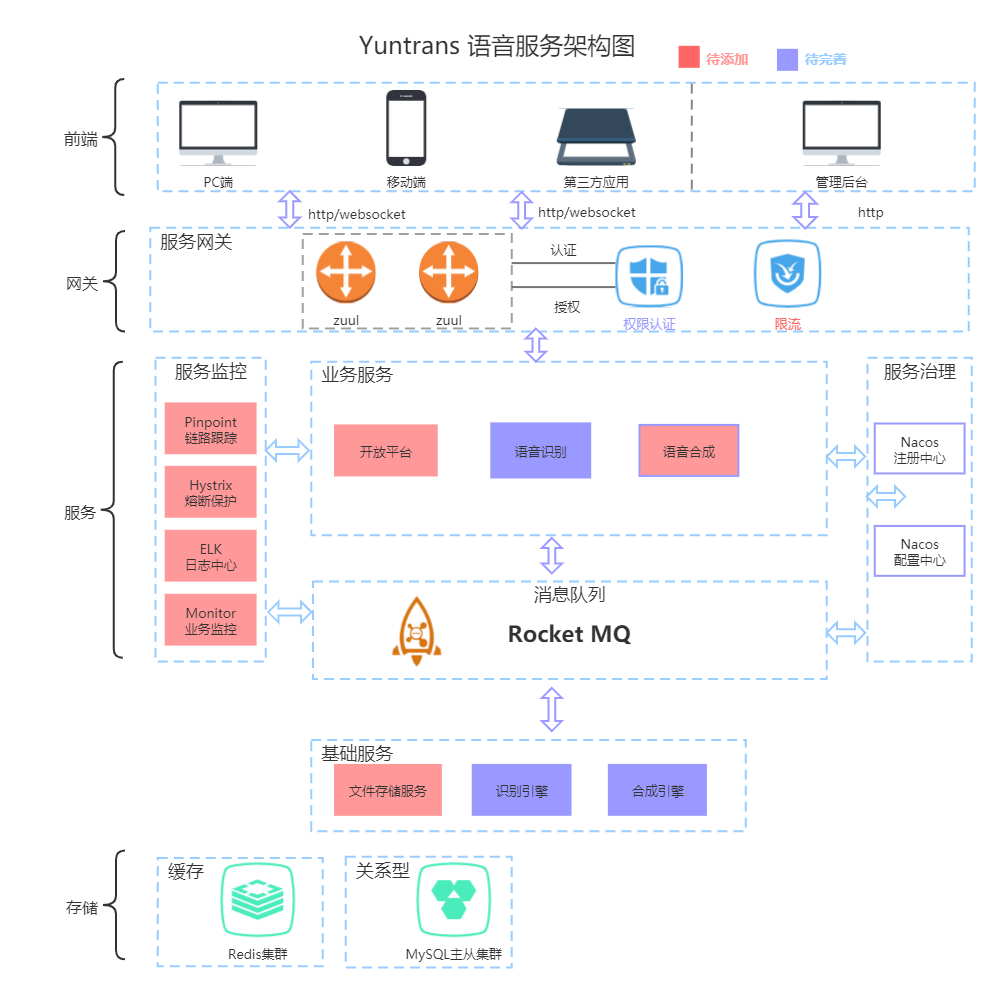 Yuntrans 语音服务架构图
待添加
待完善
前端
PC端
移动端
第三方应用
管理后台
http/websocket
http/websocket
http
网关
服务网关
zuul
zuul
认证
授权
权限认证
限流
服务
服务监控
Pinpoint
链路跟踪
Hystrix
熔断保护
ELK
日志中心
Monitor
业务监控
业务服务
开放平台
语音识别
语音合成
服务治理
Nacos
注册中心
Nacos
配置中心
消息队列
Rocket MQ
基础服务
文件存储服务
识别引擎
合成引擎
存储
缓存
Redis集群
关系型
MySQL主从集群